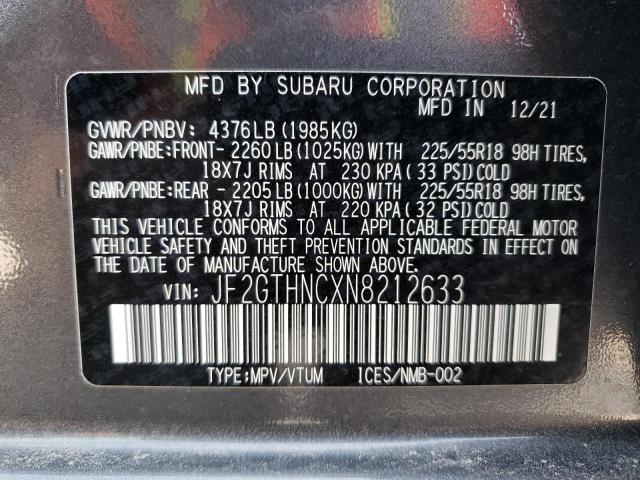 MFD BY SUBARU CORPORATION
MFD IN 12/21
GVWR/PNBV: 4376LB (1985KG)
GAWR/PNBE:FRONT- 2260LB (1025KG) WITH 225/55R18 98H TIRES,
18X7J RIMS AT 230 KPA (33 PSI) COLD
GAWR/PNBE:REAR - 2205LB (1000KG) WITH 225/55R18 98H TIRES,
18X7J RIMS AT 220 KPA (32 PSI) COLD
THIS VEHICLE CONFORMS TO ALL APPLICABLE FEDERAL MOTOR
VEHICLE SAFETY AND THEFT PREVENTION STANDARDS IN EFFECT ON
THE DATE OF MANUFACTURE SHOWN ABOVE.
VIN: JF2GTHNCXN8212633
TYPE:MPV/VTUM ICES/NMB-002